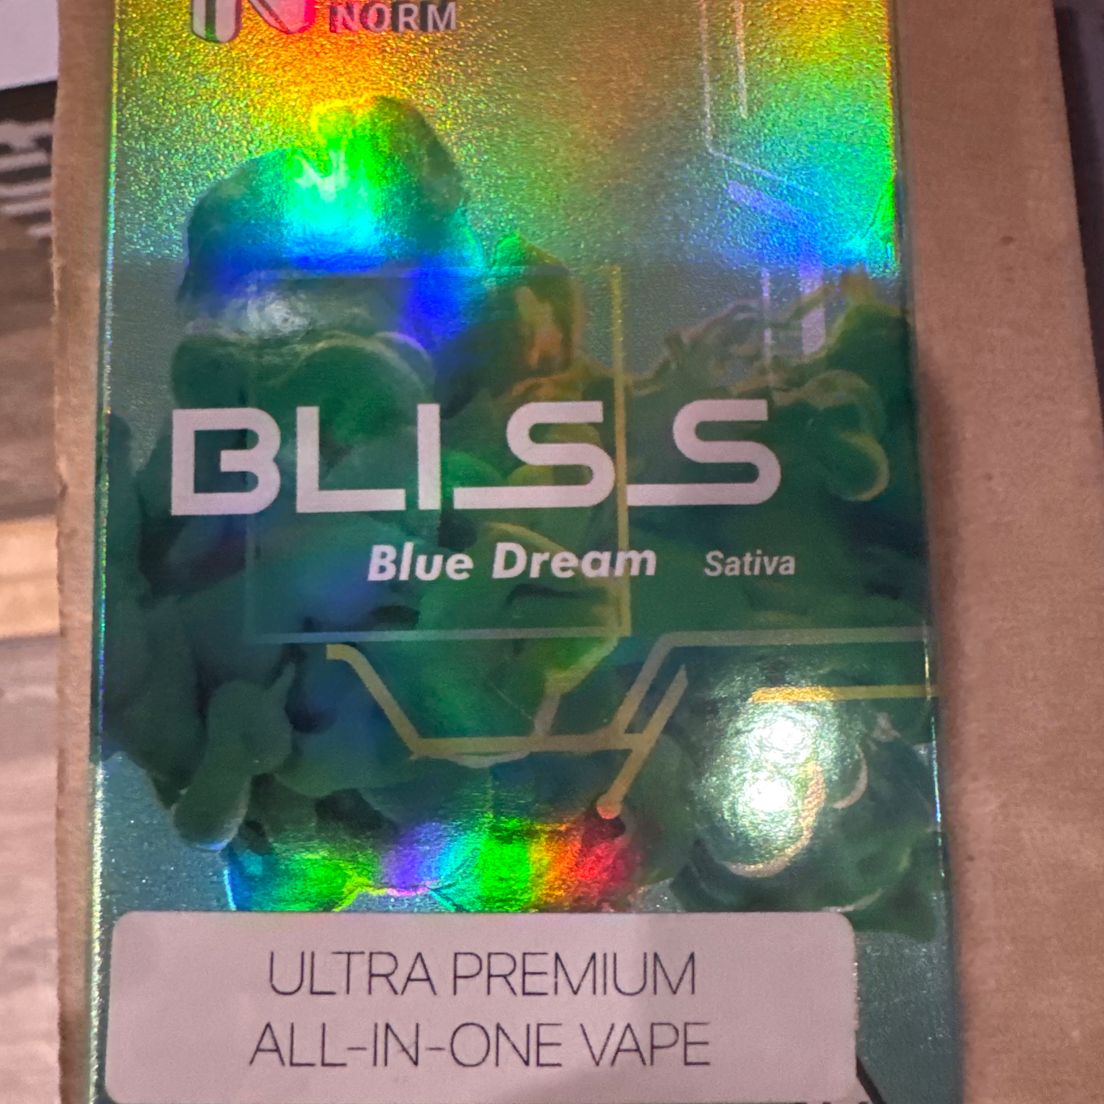 NORM
BLISS
Blue Dream Sativa
ULTRA PREMIUM
ALL-IN-ONE VAPE